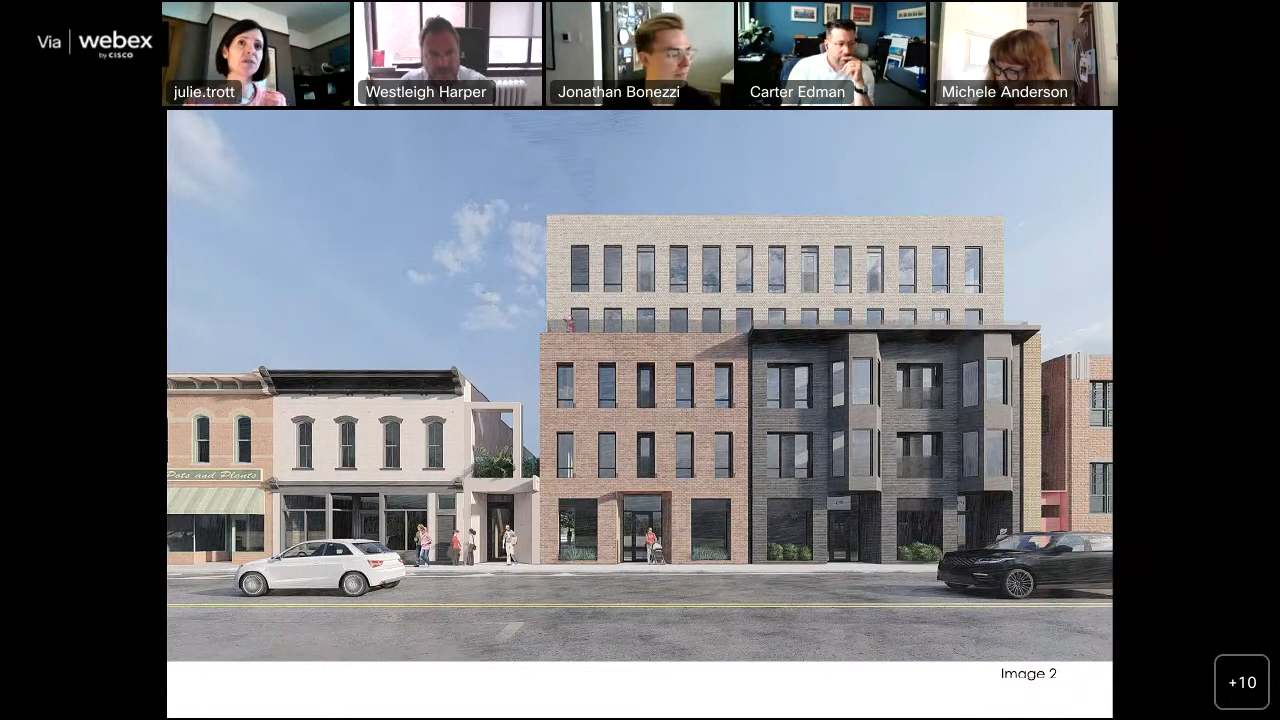 Via | webex
by CISCO
julie.trott
Westleigh Harper
Jonathan Bonezzi
Carter Edman
Michele Anderson
Pots and Plants
Image 2
+10